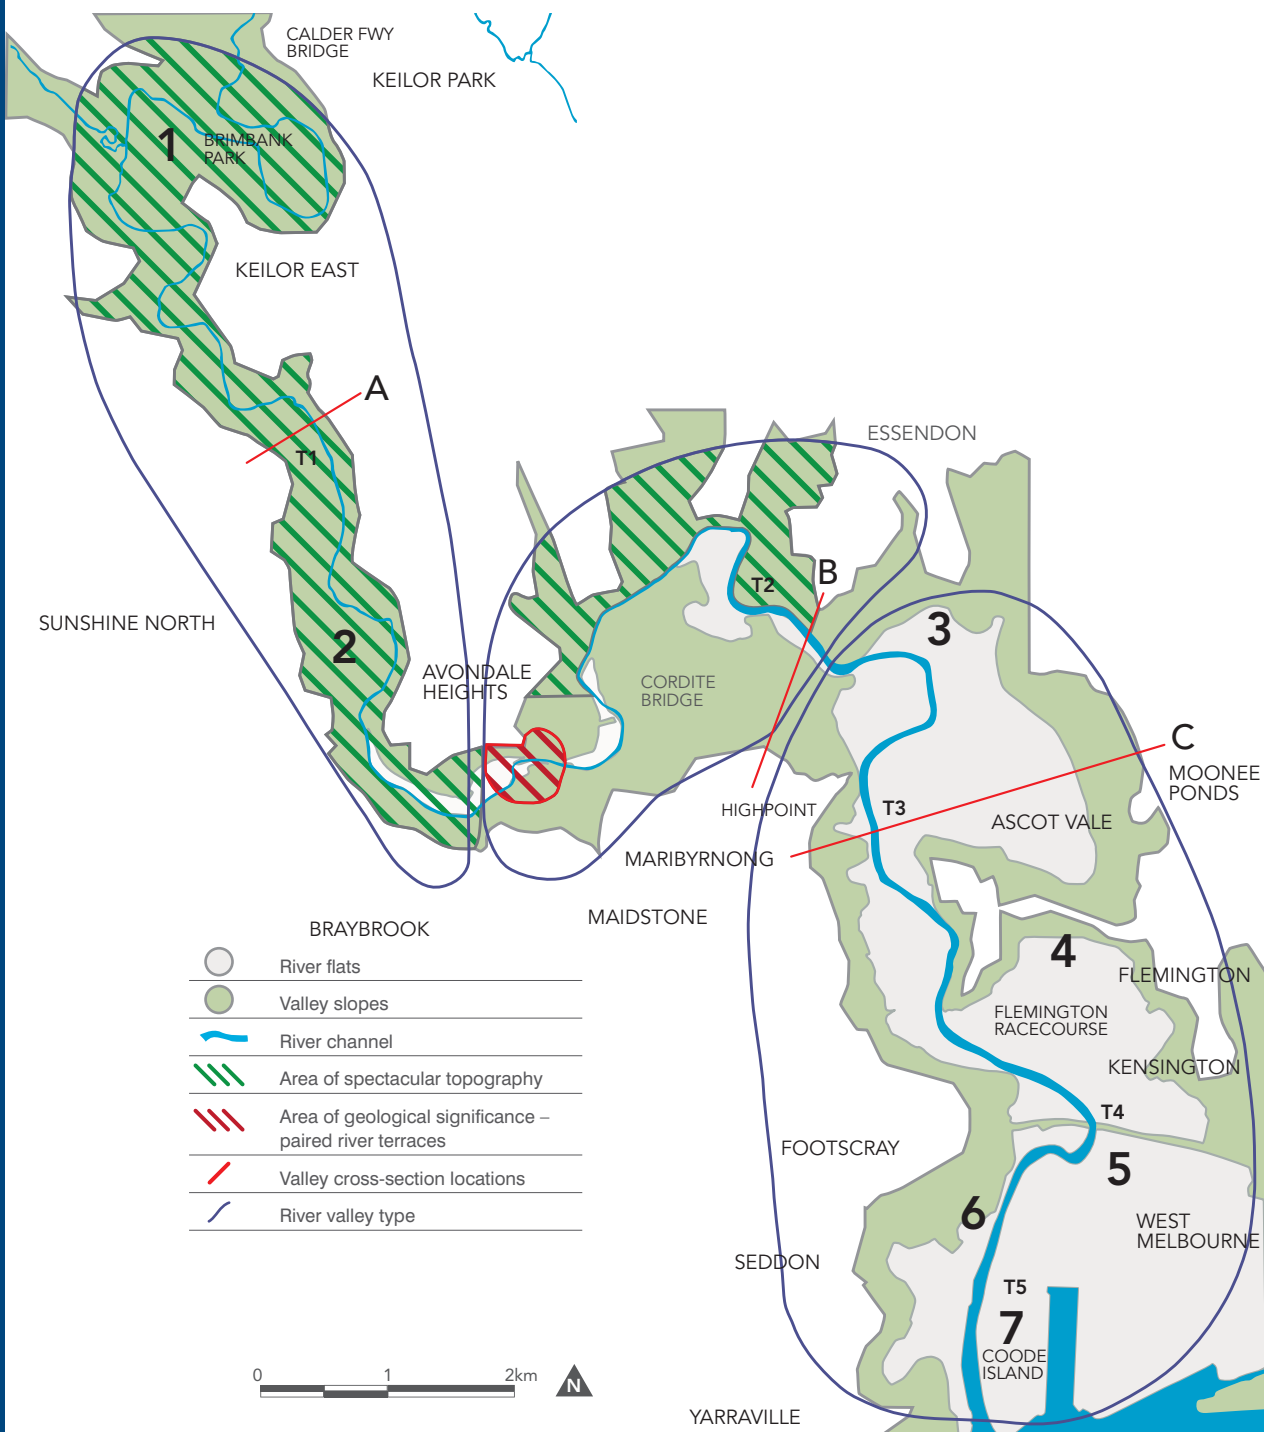 CALDER FWY
BRIDGE
KEILOR PARK
1
BRIMBANK
PARK
KEILOR EAST
A
ESSENDON
T1
B
T2
SUNSHINE NORTH
3
2
AVONDALE
HEIGHTS
CORDITE
BRIDGE
C
MOONEE
PONDS
HIGHPOINT
T3
ASCOT VALE
MARIBYRNONG
MAIDSTONE
BRAYBROOK
4
FLEMINGTON
River flats
Valley slopes
River channel
Area of spectacular topography
Area of geological significance –
paired river terraces
Valley cross-section locations
River valley type
FLEMINGTON
RACECOURSE
KENSINGTON
T4
FOOTSCRAY
5
6
WEST
MELBOURNE
SEDDON
T5
7
COODE
ISLAND
0 1 2km
N
YARRAVILLE